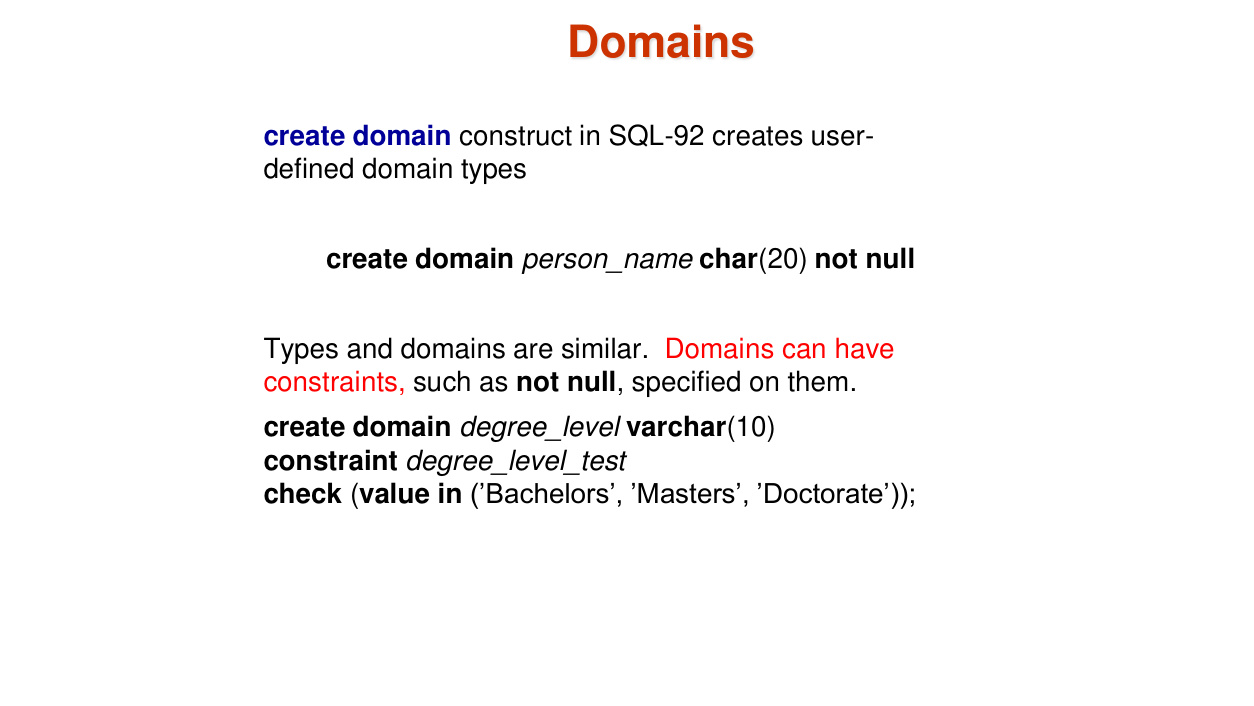 Domains
create domain construct in SQL-92 creates user-
defined domain types
create domain person_name char(20) not null
Types and domains are similar.  Domains can have
constraints, such as not null, specified on them.
create domain degree_level varchar(10)
constraint degree_level_test
check (value in (’Bachelors’, ’Masters’, ’Doctorate’));